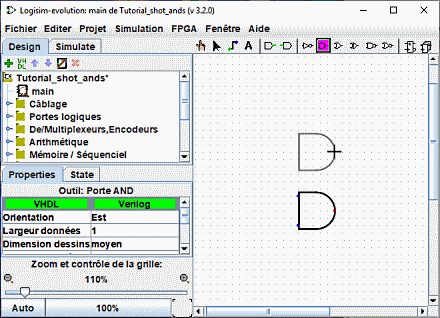 Logisim-evolution: main de Tutorial_shot_ands (v 3.2.0)
Fichier Editer Projet Simulation FPGA Fenêtre Aide
Design Simulate
A
VH
DL
Tutorial_shot_ands*
main
Câblage
Portes logiques
De/Multiplexeurs,Encodeurs
Arithmétique
Mémoire / Séquenciel
Properties State
Outil: Porte AND
VHDL Verilog
Orientation Est
Largeur données 1
Dimension dessins moyen
Zoom et contrôle de la grille:
110%
Auto 100%